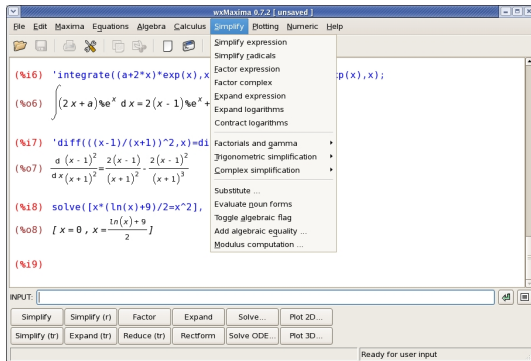 wxMaxima 0.7.2 [ unsaved ]
File Edit Maxima Equations Algebra Calculus Simplify Plotting Numeric Help
Simplify expression
Simplify radicals
Factor expression
Factor complex
Expand expression
Expand logarithms
Contract logarithms
Factorials and gamma
Trigonometric simplification
Complex simplification
Substitute ...
Evaluate noun forms
Toggle algebraic flag
Add algebraic equality ...
Modulus computation ...
(%i6) 'integrate((a+2*x)*exp(x),x xp(x),x);
(%o6) ∫(2 x + a)%e^x d x = 2 (x - 1)%e^x +
(%i7) 'diff(((x-1)/(x+1))^2,x)=di
(%o7) d/dx (x - 1)^2/(x + 1)^2 = 2 (x - 1)/(x + 1)^2 - 2 (x - 1)^2/(x + 1)^3
(%i8) solve([x*(ln(x)+9)/2=x^2],
(%o8) [ x = 0 , x = ln(x) + 9/2 ]
(%i9)
INPUT:
Simplify Simplify (r) Factor Expand Solve... Plot 2D...
Simplify (tr) Expand (tr) Reduce (tr) Rectform Solve ODE... Plot 3D...
Ready for user input